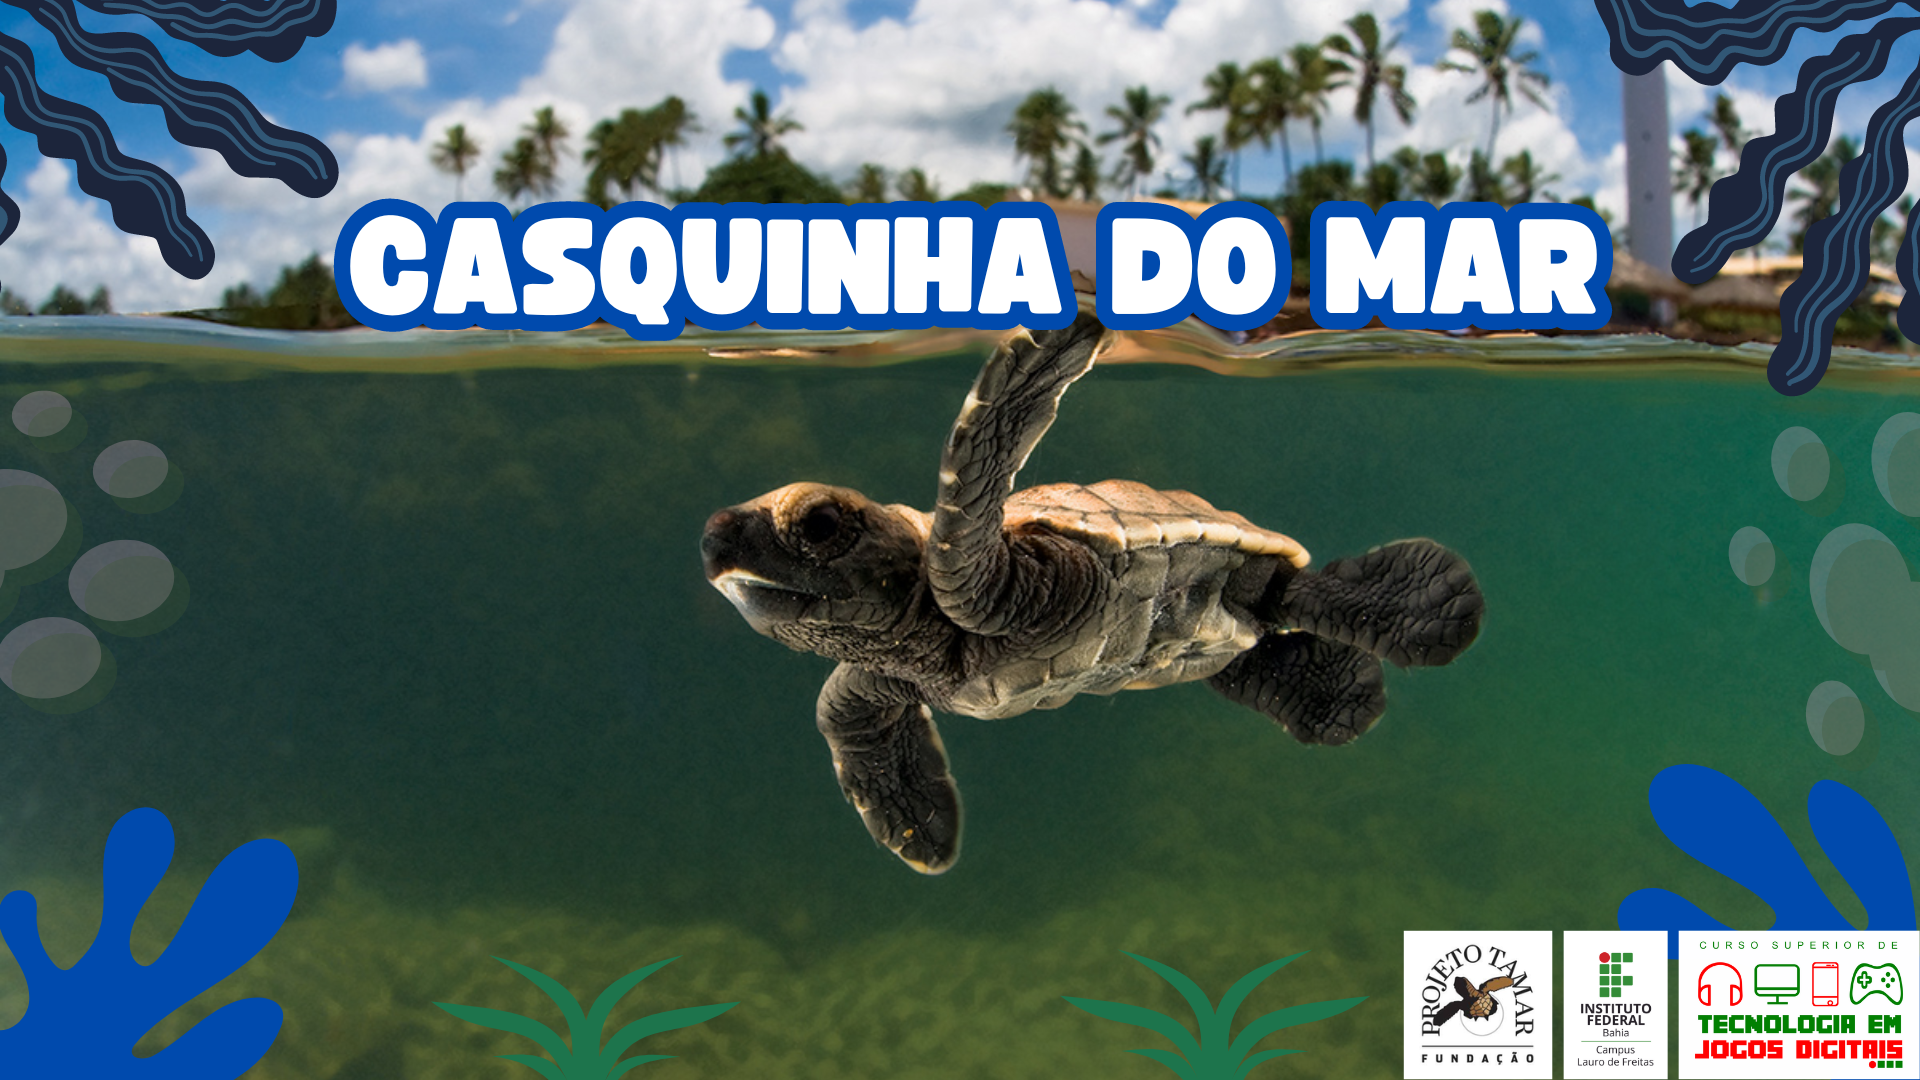 CASQUINHA DO MAR
PROJETO TAMAR
FUNDAÇÃO
INSTITUTO
FEDERAL
Bahia
Campus
Lauro de Freitas
CURSO SUPERIOR DE
TECNOLOGIA EM
JOGOS DIGITAIS